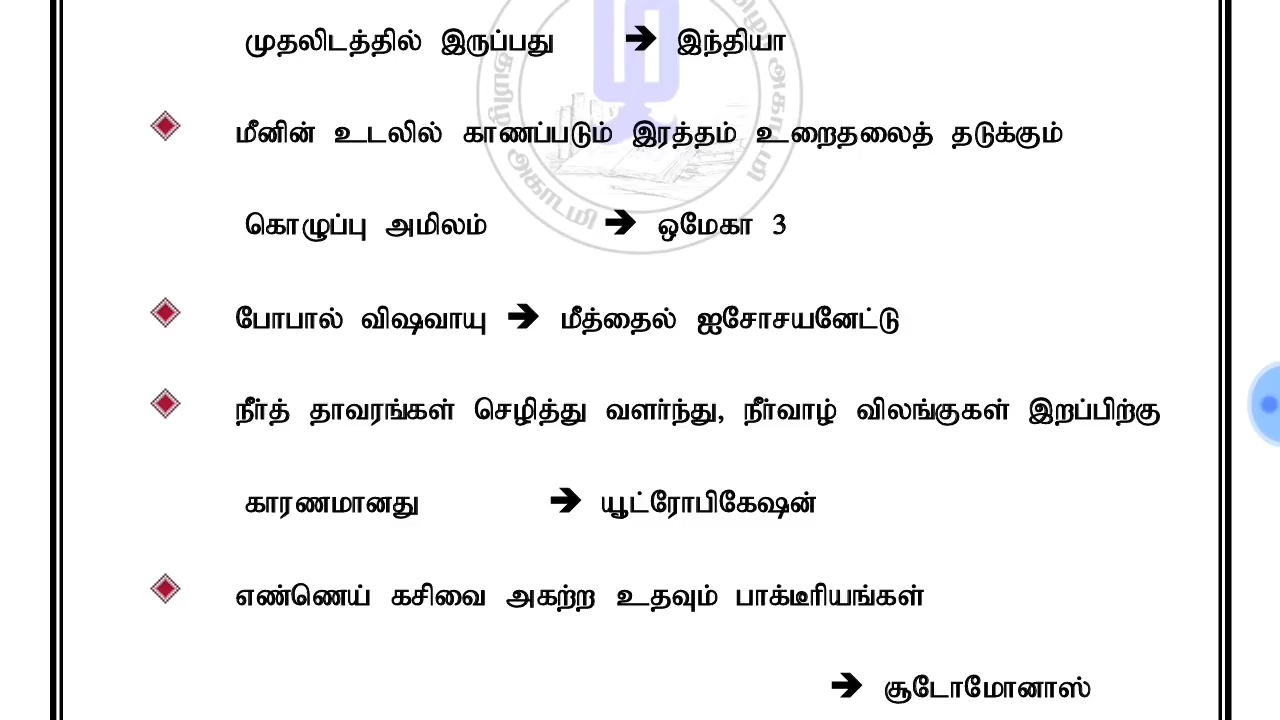 முதலிடத்தில் இருப்பது ➔ இந்தியா
மீனின் உடலில் காணப்படும் இரத்தம் உறைதலைத் தடுக்கும்
கொழுப்பு அமிலம் ➔ ஒமேகா 3
போபால் விஷவாயு ➔ மீத்தைல் ஐசோசயனேட்டு
நீர்த் தாவரங்கள் செழித்து வளர்ந்து, நீர்வாழ் விலங்குகள் இறப்பிற்கு
காரணமானது ➔ யூட்ரோபிகேஷன்
எண்ணெய் கசிவை அகற்ற உதவும் பாக்டீரியங்கள்
➔ சூடோமோனாஸ்